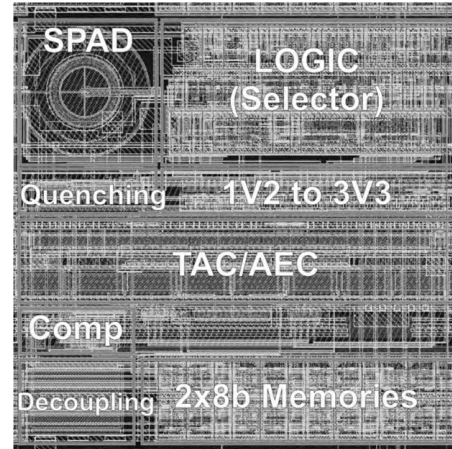 SPAD
LOGIC
(Selector)
Quenching
1V2 to 3V3
TAC/AEC
Comp
Decoupling
2x8b Memories